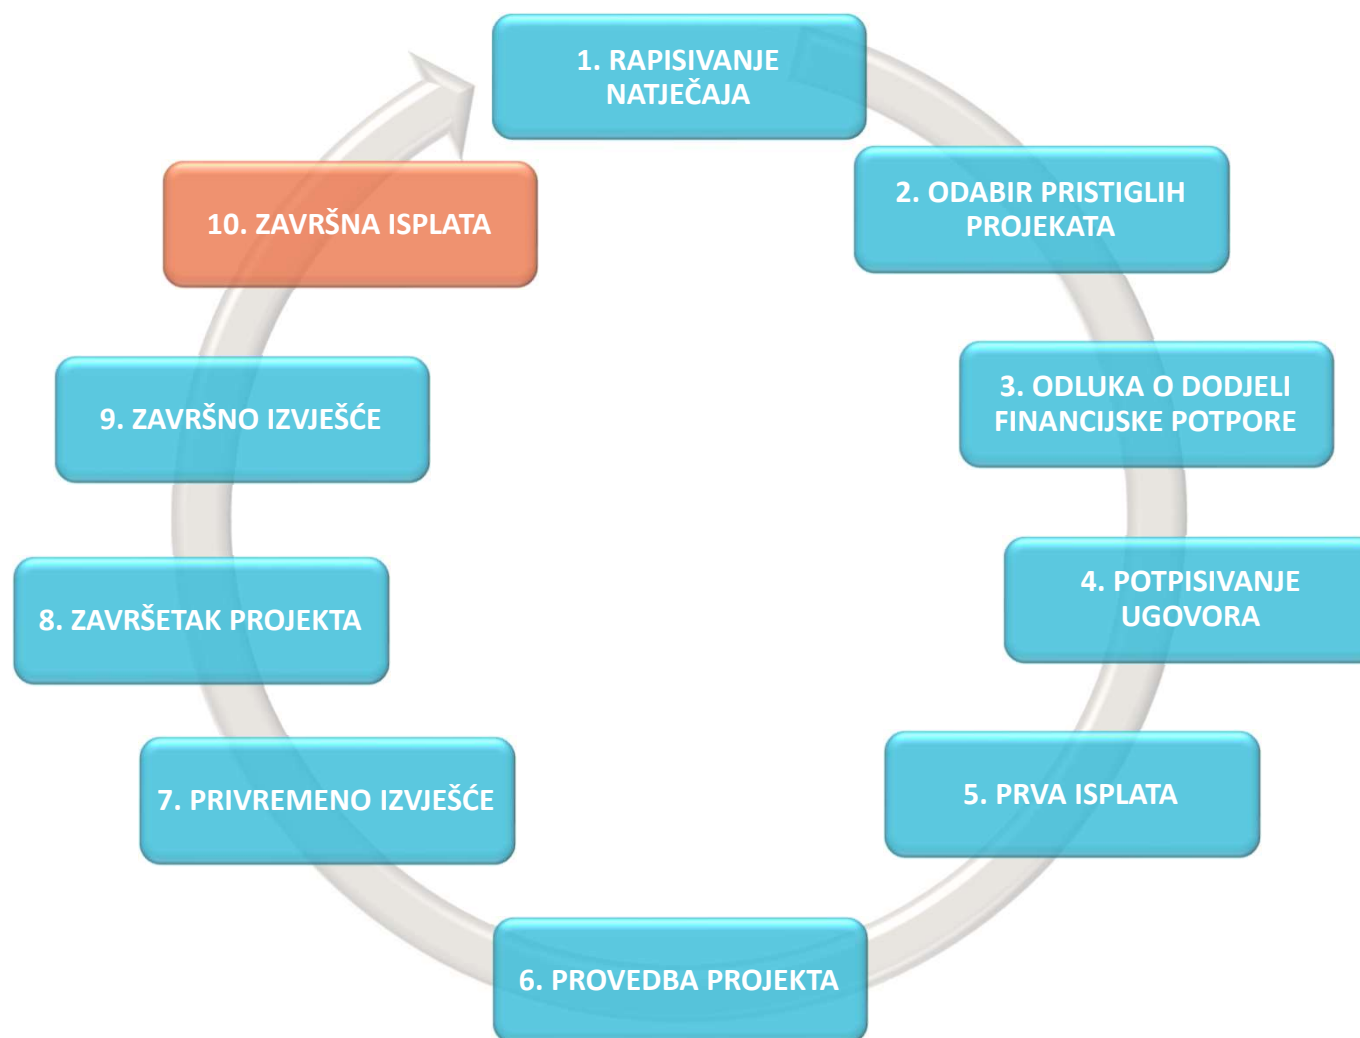 1. RAPISIVANJE
NATJEČAJA
2. ODABIR PRISTIGLIH
PROJEKATA
3. ODLUKA O DODJELI
FINANCIJSKE POTPORE
4. POTPISIVANJE
UGOVORA
5. PRVA ISPLATA
6. PROVEDBA PROJEKTA
7. PRIVREMENO IZVJEŠĆE
8. ZAVRŠETAK PROJEKTA
9. ZAVRŠNO IZVJEŠĆE
10. ZAVRŠNA ISPLATA